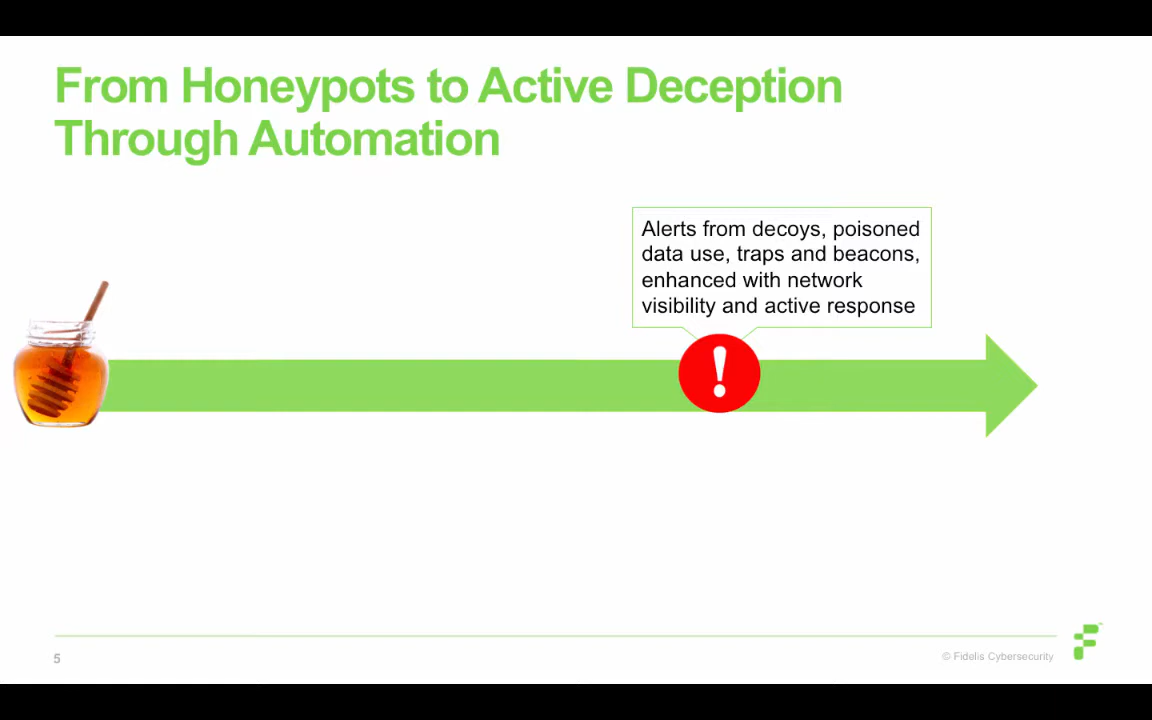 From Honeypots to Active Deception
Through Automation
Alerts from decoys, poisoned
data use, traps and beacons,
enhanced with network
visibility and active response
!
5
© Fidelis Cybersecurity